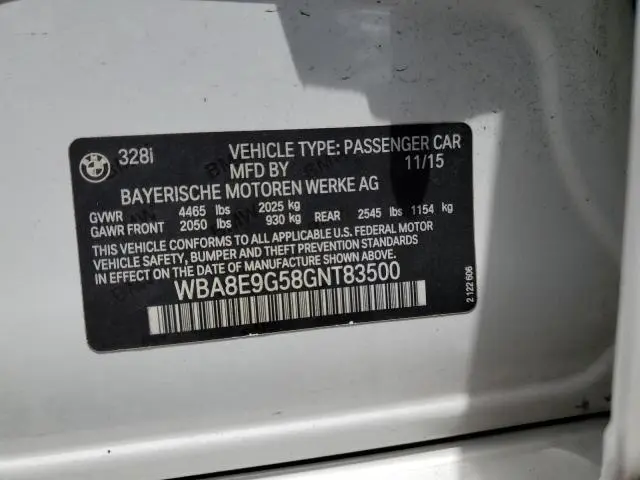 BMW 328i VEHICLE TYPE: PASSENGER CAR
MFD BY 11/15
BAYERISCHE MOTOREN WERKE AG
GVWR 4465 lbs 2025 kg
GAWR FRONT 2050 lbs 930 kg REAR 2545 lbs 1154 kg
THIS VEHICLE CONFORMS TO ALL APPLICABLE U.S. FEDERAL MOTOR
VEHICLE SAFETY, BUMPER, AND THEFT PREVENTION STANDARDS
IN EFFECT ON THE DATE OF MANUFACTURE SHOWN ABOVE.
WBA8E9G58GNT83500
2 122 606